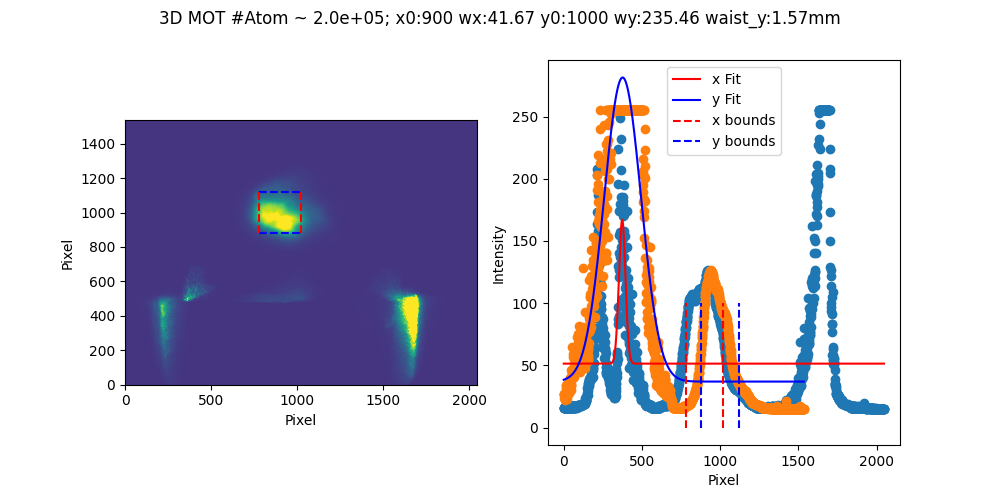 3D MOT #Atom ~ 2.0e+05; x0:900 wx:41.67 y0:1000 wy:235.46 waist_y:1.57mm
1400
1200
1000
800
600
400
200
0
Pixel
0 500 1000 1500 2000
Pixel
250
200
150
100
50
0
Intensity
x Fit
y Fit
x bounds
y bounds
0 500 1000 1500 2000
Pixel